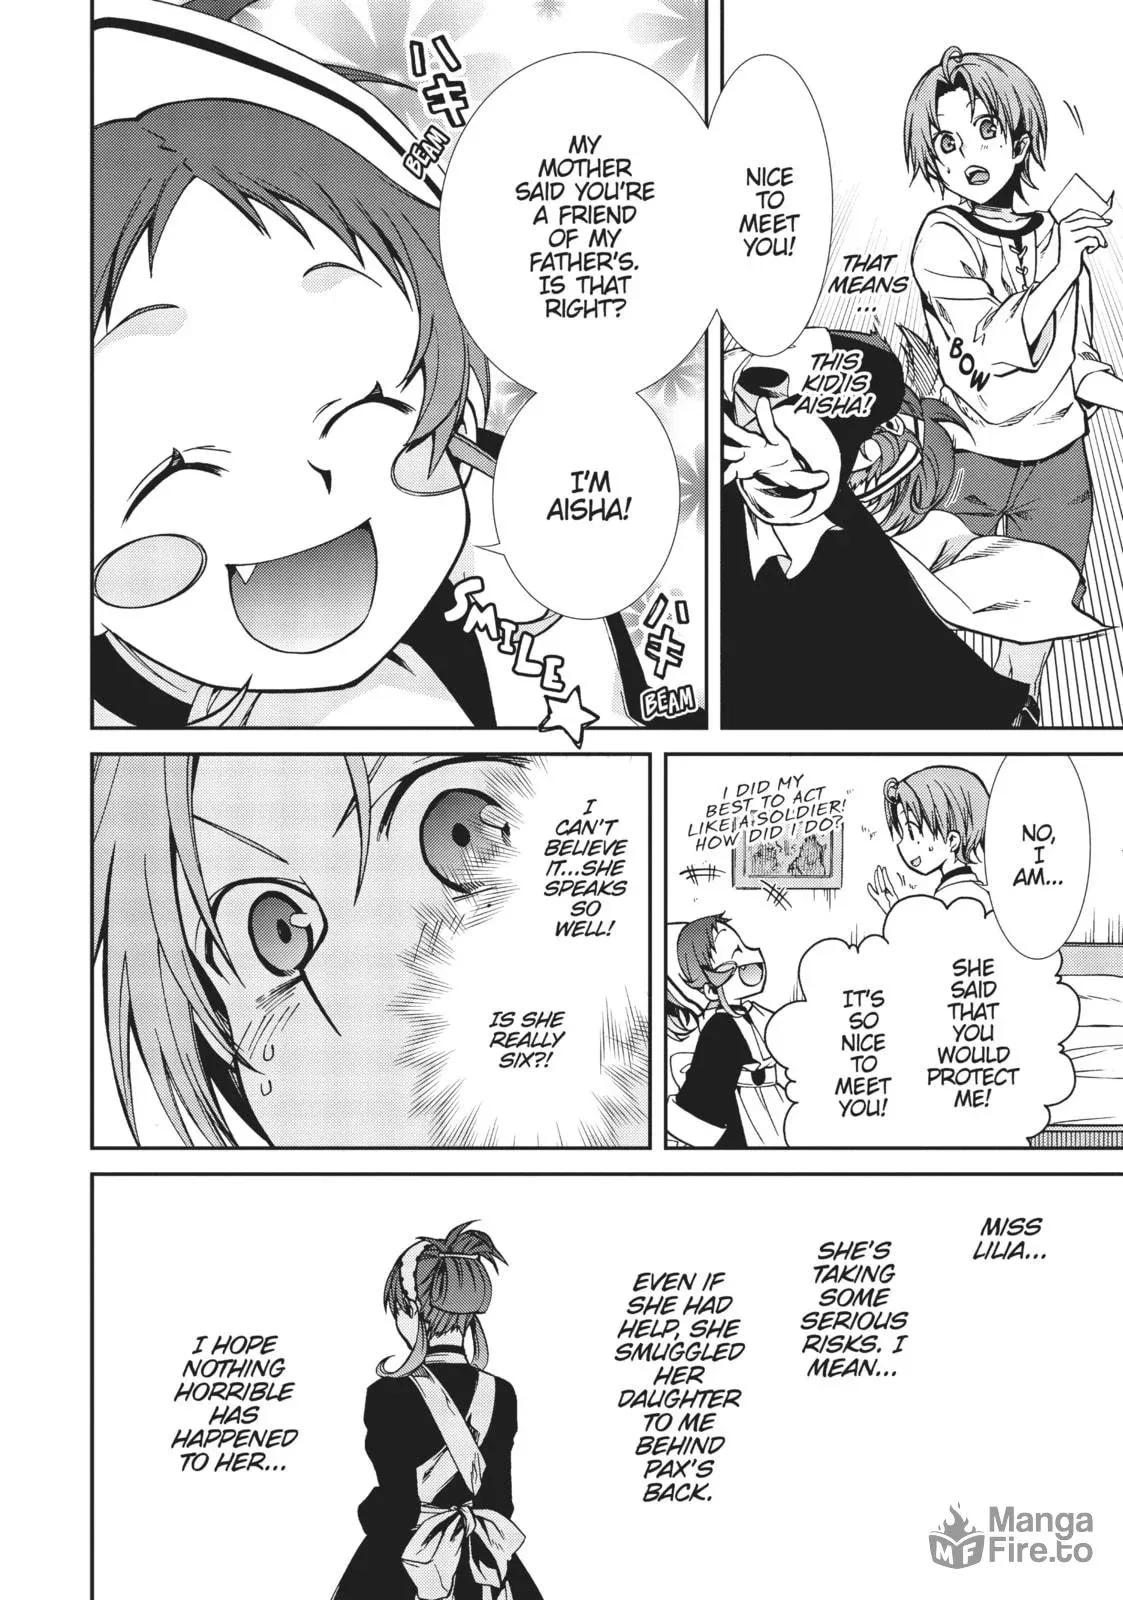 THAT
MEANS
...
THIS
KID IS
AISHA!
BOW
NICE
TO
MEET
YOU!
MY
MOTHER
SAID YOU'RE
A FRIEND
OF MY
FATHER'S.
IS THAT
RIGHT?
I'M
AISHA!
ハキ
BEAM
ハキ
BEAM
SMILE
NO,
I
AM...
SHE
SAID
THAT
YOU
WOULD
PROTECT
ME!
IT'S
SO
NICE
TO
MEET
YOU!
I DID MY
BEST TO ACT
LIKE A SOLDIER!
HOW DID I DO?
I
CAN'T
BELIEVE
IT...SHE
SPEAKS
SO
WELL!
IS SHE
REALLY
SIX?!
MISS
LILIA...
SHE'S
TAKING
SOME
SERIOUS
RISKS. I
MEAN...
EVEN IF
SHE HAD
HELP, SHE
SMUGGLED
HER
DAUGHTER
TO ME
BEHIND
PAX'S
BACK.
I HOPE
NOTHING
HORRIBLE
HAS
HAPPENED
TO HER...
MF
Manga
Fire.to